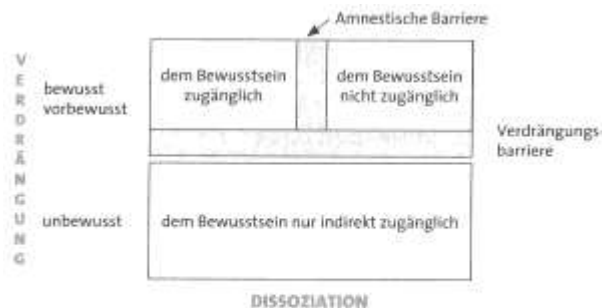 Amnestische Barriere
VERDRÄNGUNG
bewusst
vorbewusst
dem Bewusstsein
zugänglich
dem Bewusstsein
nicht zugänglich
Verdrängungs-
barriere
unbewusst
dem Bewusstsein nur indirekt zugänglich
DISSOZIATION